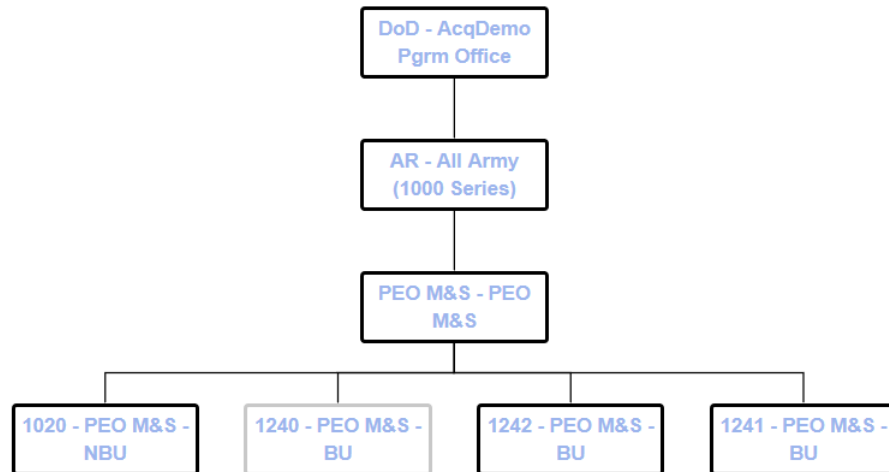 DoD - AcqDemo
Pgrm Office
AR - All Army
(1000 Series)
PEO M&S - PEO
M&S
1020 - PEO M&S -
NBU
1240 - PEO M&S -
BU
1242 - PEO M&S -
BU
1241 - PEO M&S -
BU